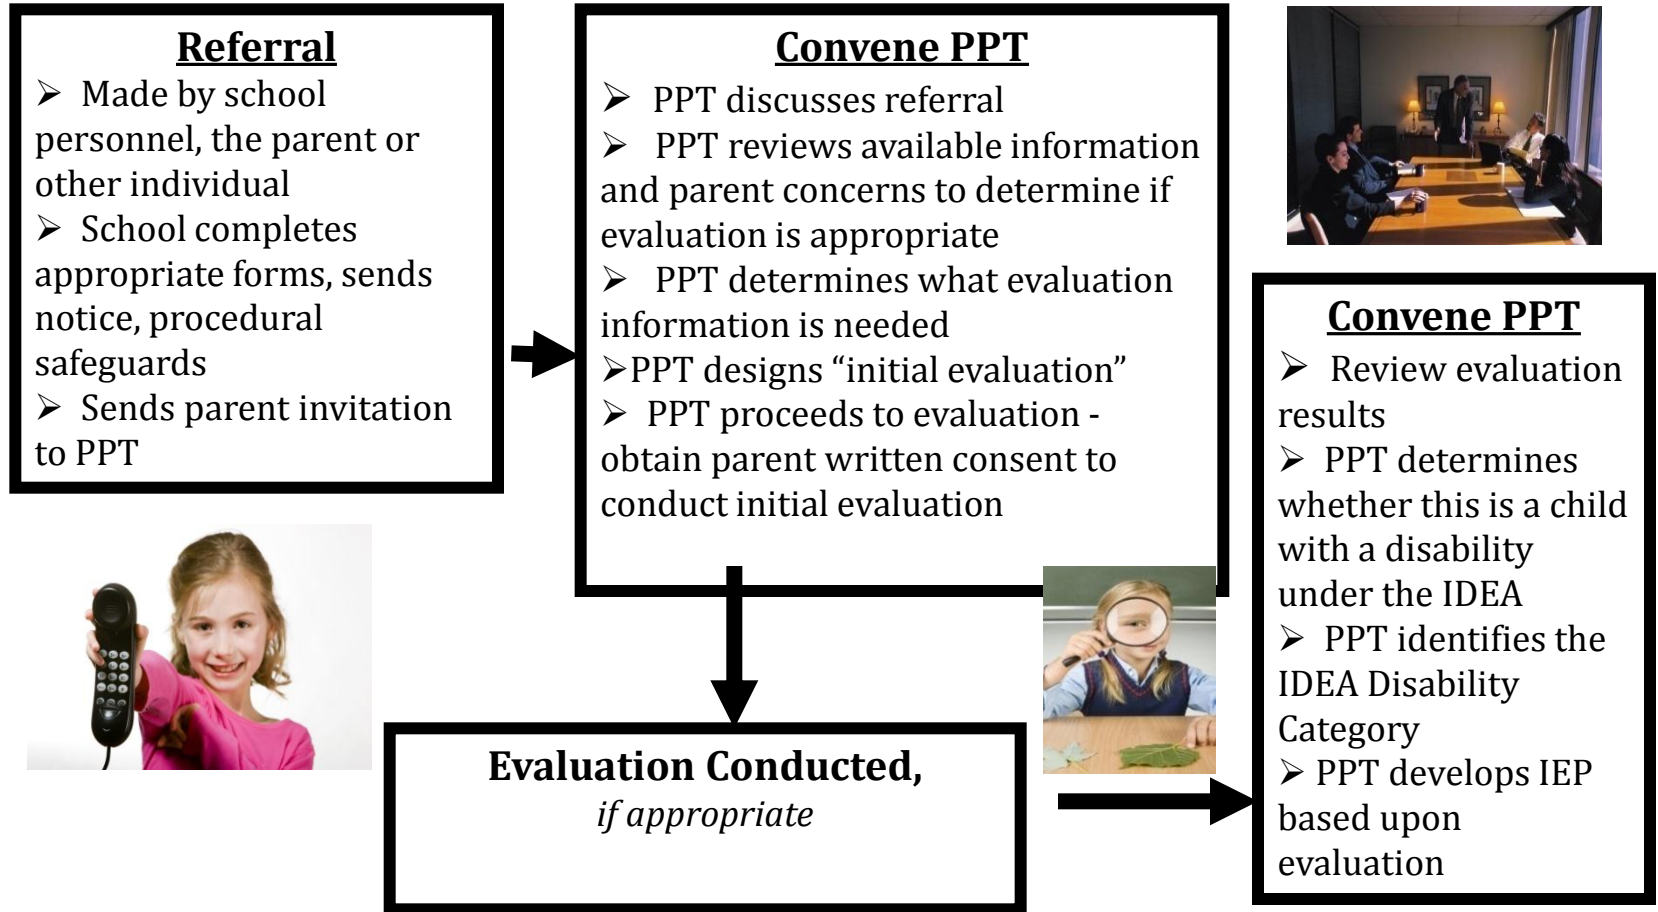 Referral
➢ Made by school
personnel, the parent or
other individual
➢ School completes
appropriate forms, sends
notice, procedural
safeguards
➢ Sends parent invitation
to PPT
Convene PPT
➢ PPT discusses referral
➢ PPT reviews available information
and parent concerns to determine if
evaluation is appropriate
➢ PPT determines what evaluation
information is needed
➢PPT designs “initial evaluation”
➢ PPT proceeds to evaluation -
obtain parent written consent to
conduct initial evaluation
Evaluation Conducted,
if appropriate
Convene PPT
➢ Review evaluation
results
➢ PPT determines
whether this is a child
with a disability
under the IDEA
➢ PPT identifies the
IDEA Disability
Category
➢ PPT develops IEP
based upon
evaluation